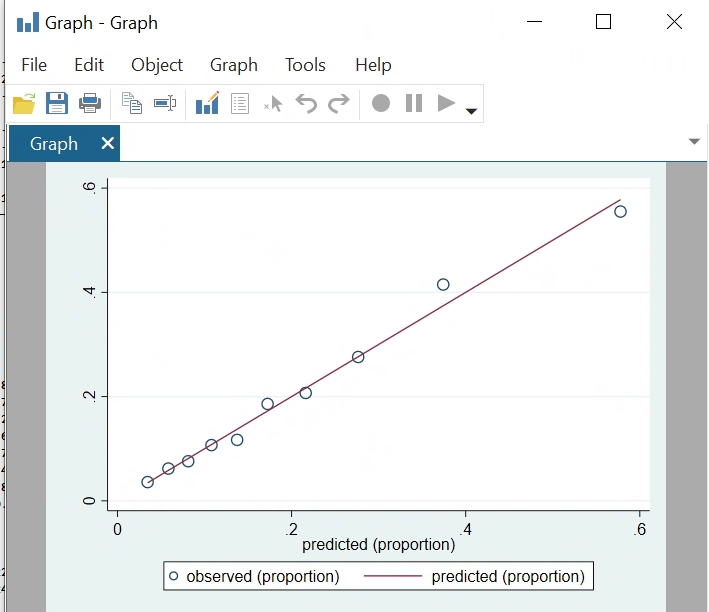 Graph - Graph
File Edit Object Graph Tools Help
Graph
.6
.4
.2
0
0 .2 .4 .6
predicted (proportion)
observed (proportion) predicted (proportion)